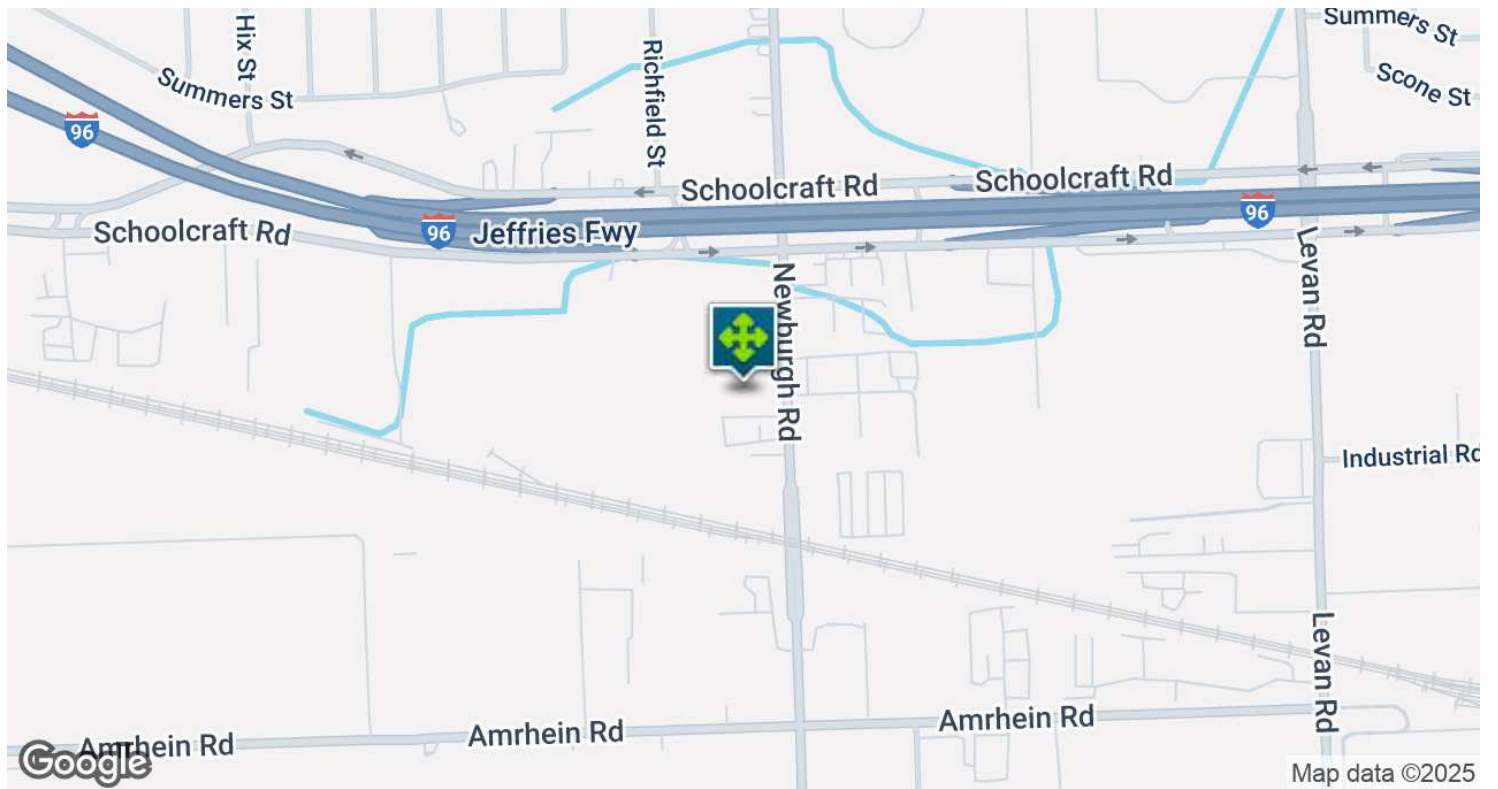 Hix St
Summers St
Richfield St
Summers St
Scone St
96
Schoolcraft Rd
Schoolcraft Rd
96
96
Schoolcraft Rd
Jeffries Fwy
Newburgh Rd
Levan Rd
Industrial Rd
Levan Rd
Amrhein Rd
Amrhein Rd
Amrhein Rd
Google
Map data ©2025